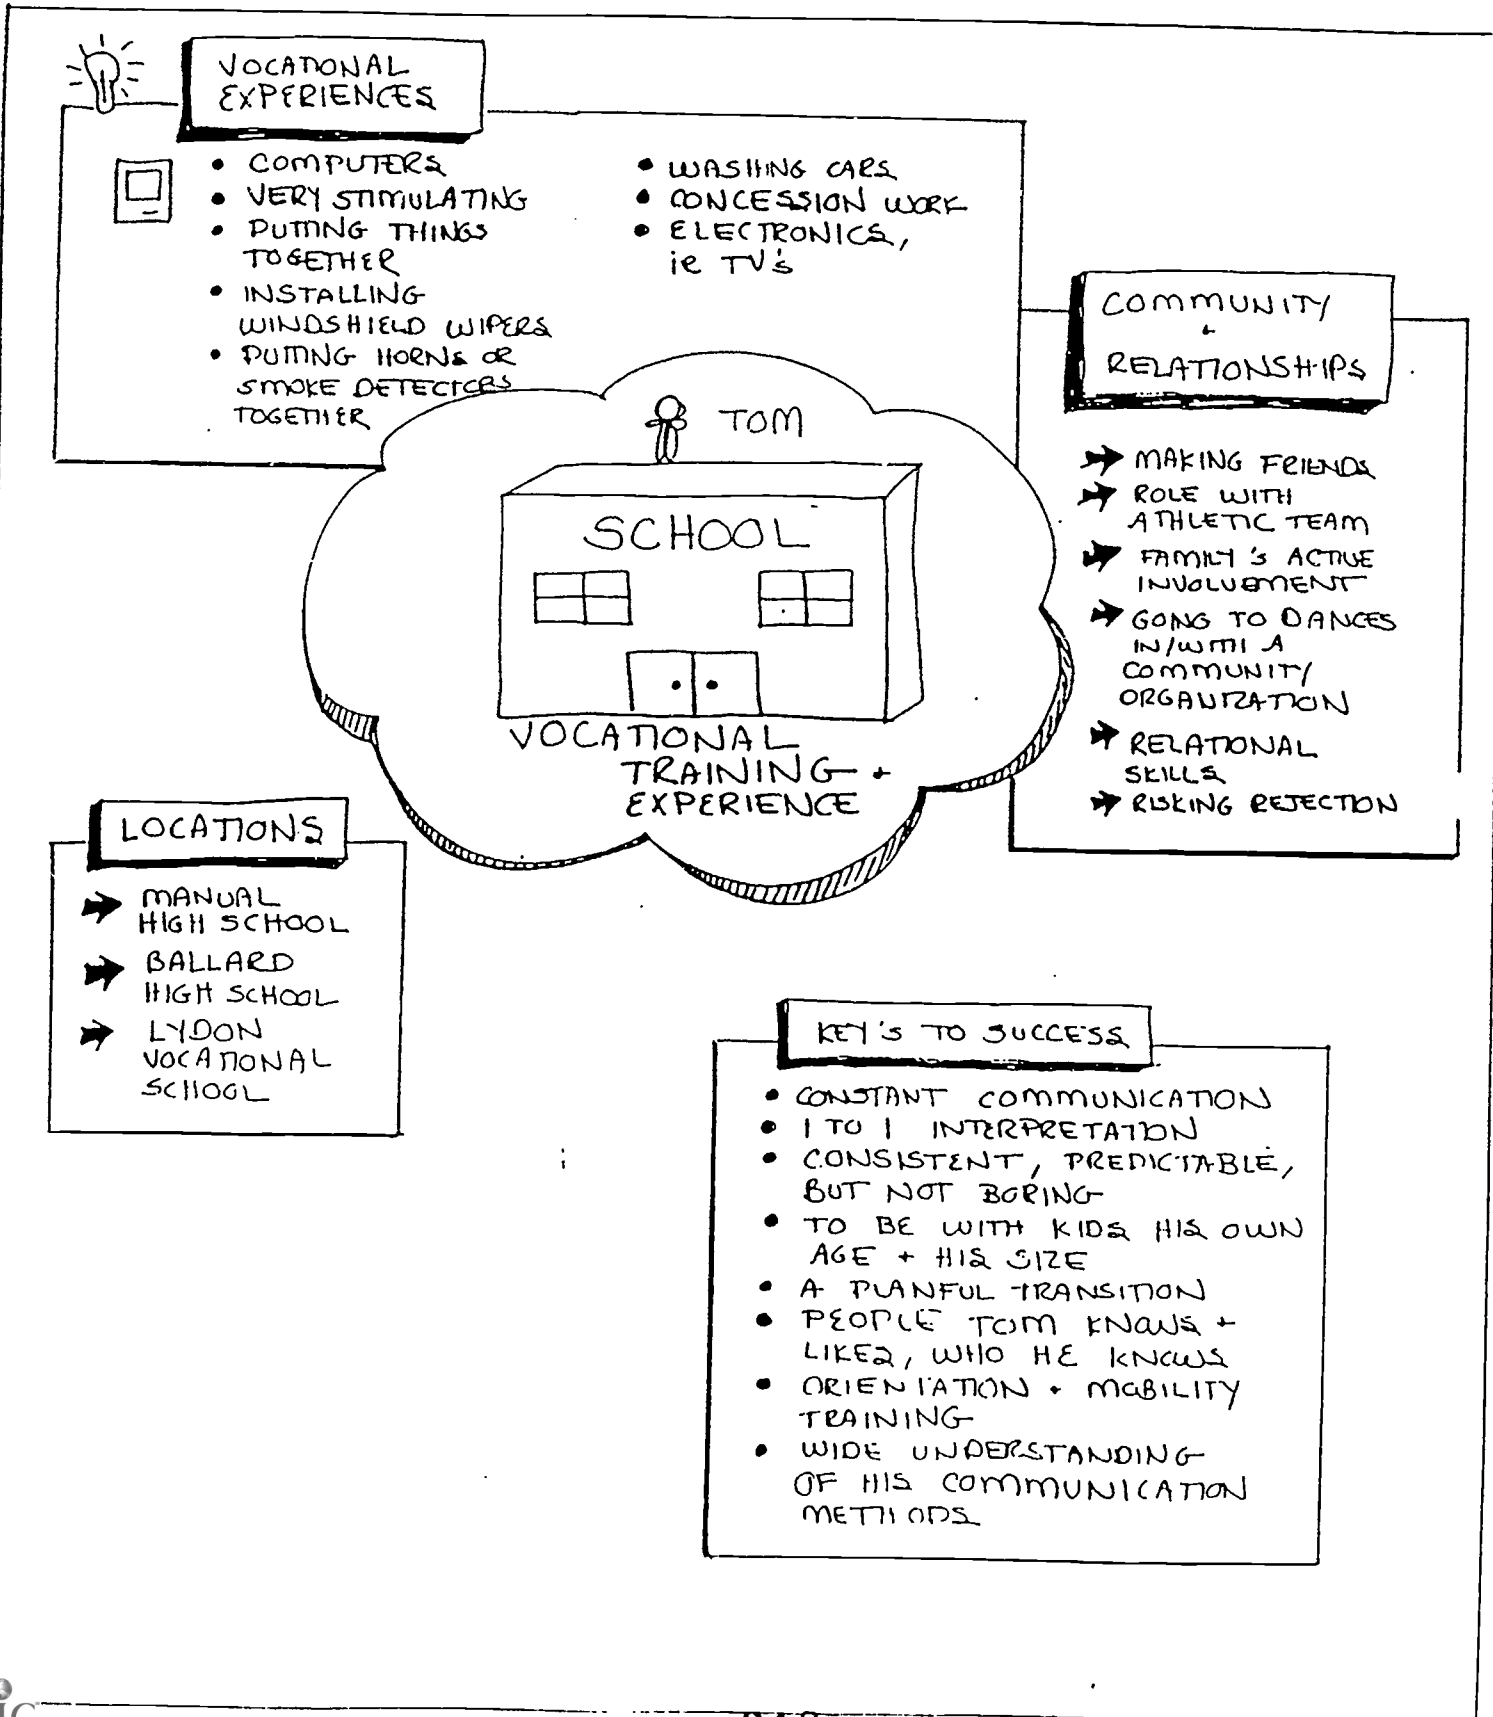 VOCATIONAL
EXPERIENCES
• COMPUTERS
• VERY STIMULATING
• PUTTING THINGS
TOGETHER
• INSTALLING
WINDSHIELD WIPERS
• PUTTING HORNS OR
SMOKE DETECTORS
TOGETHER
• WASHING CARS
• CONCESSION WORK
• ELECTRONICS,
ie TV's
COMMUNITY
+
RELATIONSHIPS
MAKING FRIENDS
ROLE WITH
ATHLETIC TEAM
FAMILY'S ACTIVE
INVOLVEMENT
GOING TO DANCES
IN/WITH A
COMMUNITY
ORGANIZATION
RELATIONAL
SKILLS
RISKING REJECTION
TOM
SCHOOL
VOCATIONAL
TRAINING +
EXPERIENCE
LOCATIONS
MANUAL
HIGH SCHOOL
BALLARD
HIGH SCHOOL
LYDON
VOCATIONAL
SCHOOL
KEY'S TO SUCCESS
• CONSTANT COMMUNICATION
• 1 TO 1 INTERPRETATION
• CONSISTENT, PREDICTABLE,
BUT NOT BORING
• TO BE WITH KIDS HIS OWN
AGE + HIS SIZE
• A PLANFUL TRANSITION
• PEOPLE TOM KNOWS +
LIKES, WHO HE KNOWS
• ORIENTATION + MOBILITY
TRAINING
• WIDE UNDERSTANDING
OF HIS COMMUNICATION
METHODS